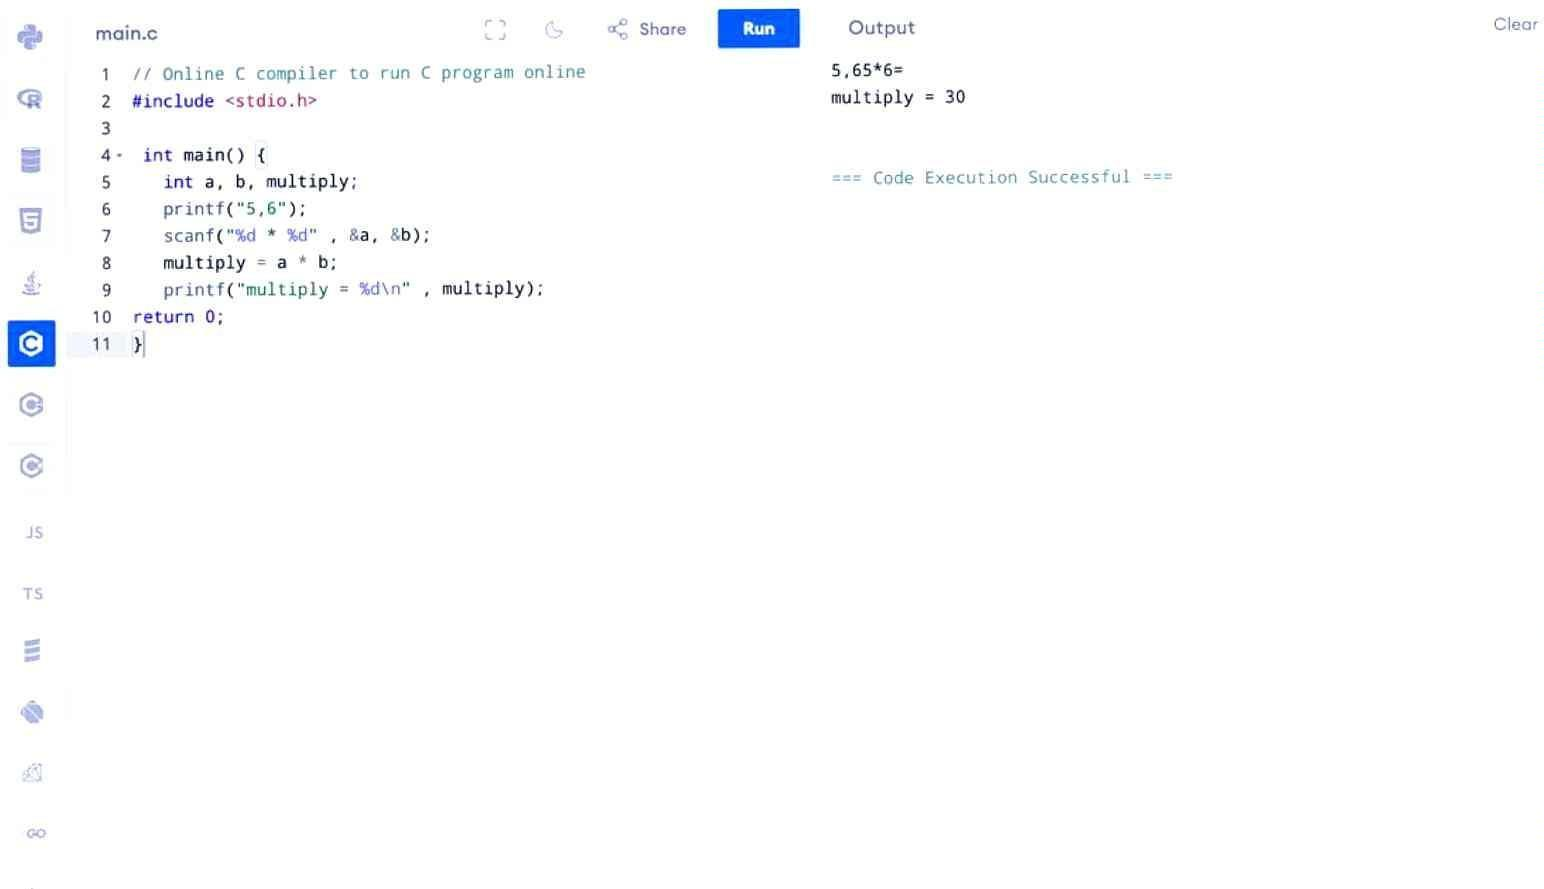 main.c
Share
Run
Output
Clear
1 // Online C compiler to run C program online
2 #include <stdio.h>
3
4 int main() {
5 int a, b, multiply;
6 printf("5,6");
7 scanf("%d * %d" , &a, &b);
8 multiply = a * b;
9 printf("multiply = %d\n" , multiply);
10 return 0;
11 }
5,65*6=
multiply = 30
=== Code Execution Successful ===
R
5
C
C
C
JS
TS
GO